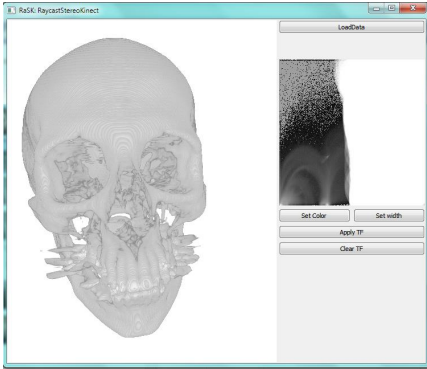 RaSK: RaycastStereoKinect
LoadData
Set Color
Set width
Apply TF
Clear TF